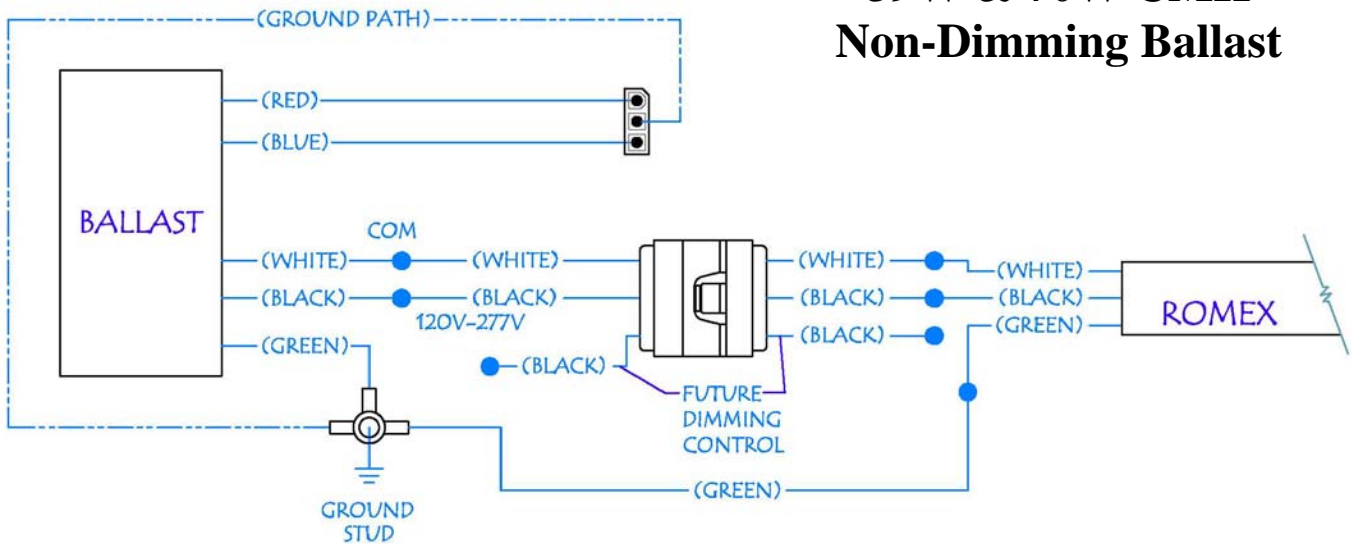 Non-Dimming Ballast
(GROUND PATH)
(RED)
(BLUE)
BALLAST
COM
(WHITE) (WHITE) (WHITE) (WHITE)
(BLACK) (BLACK) (BLACK) (BLACK)
120V-277V
(GREEN) (BLACK) (GREEN)
(BLACK)
ROMEX
FUTURE
DIMMING
CONTROL
(GREEN)
GROUND
STUD